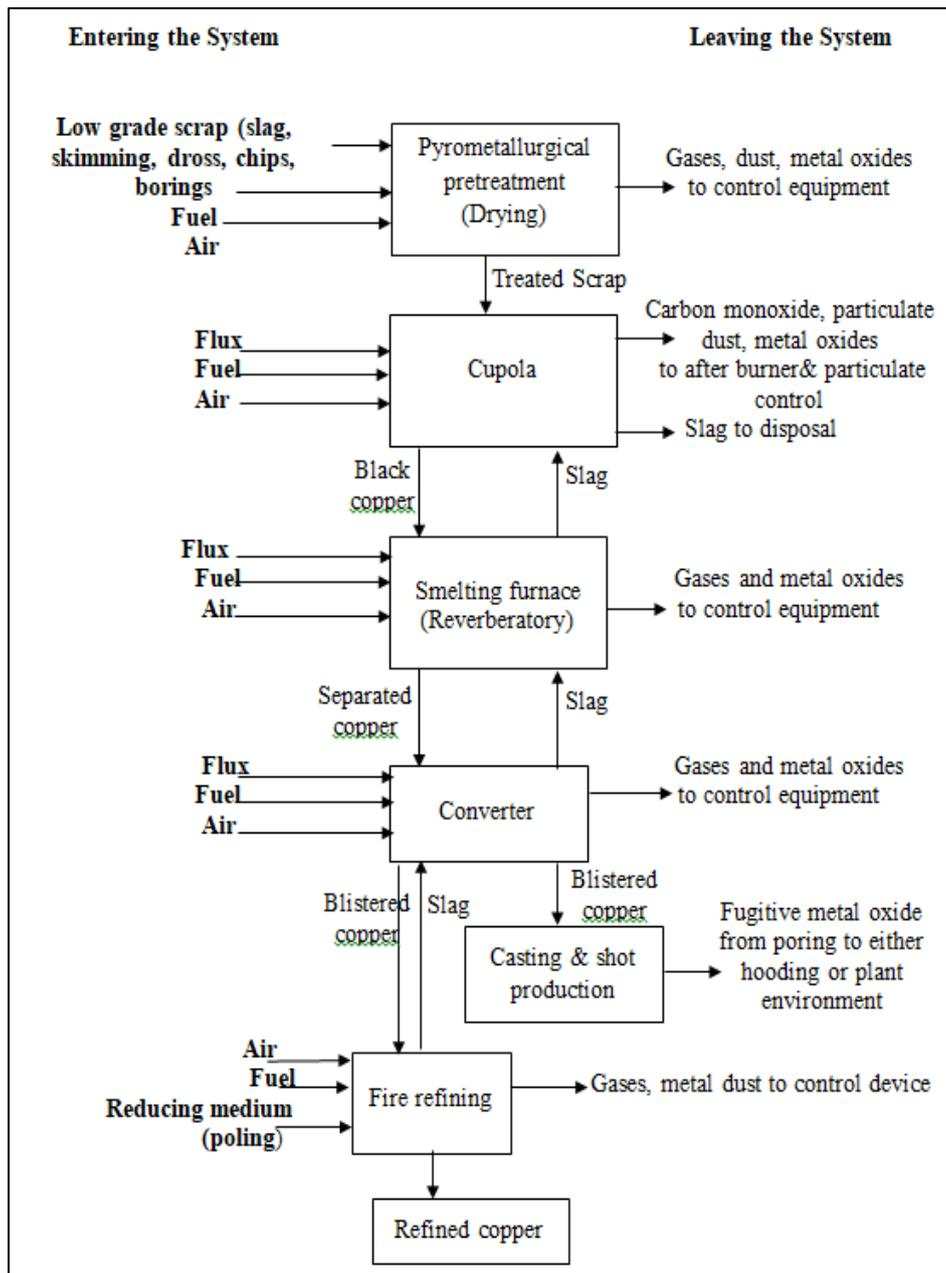 Entering the System
Leaving the System
Low grade scrap (slag,
skimming, dross, chips,
borings
Fuel
Air
Pyrometallurgical
pretreatment
(Drying)
Gases, dust, metal oxides
to control equipment
Treated Scrap
Flux
Fuel
Air
Cupola
Carbon monoxide, particulate
dust, metal oxides
to after burner& particulate
control
Slag to disposal
Black
copper
Slag
Flux
Fuel
Air
Smelting furnace
(Reverberatory)
Gases and metal oxides
to control equipment
Separated
copper
Slag
Flux
Fuel
Air
Converter
Gases and metal oxides
to control equipment
Blistered
copper
Slag
Blistered
copper
Casting & shot
production
Fugitive metal oxide
from poring to either
hooding or plant
environment
Air
Fuel
Reducing medium
(poling)
Fire refining
Gases, metal dust to control device
Refined copper